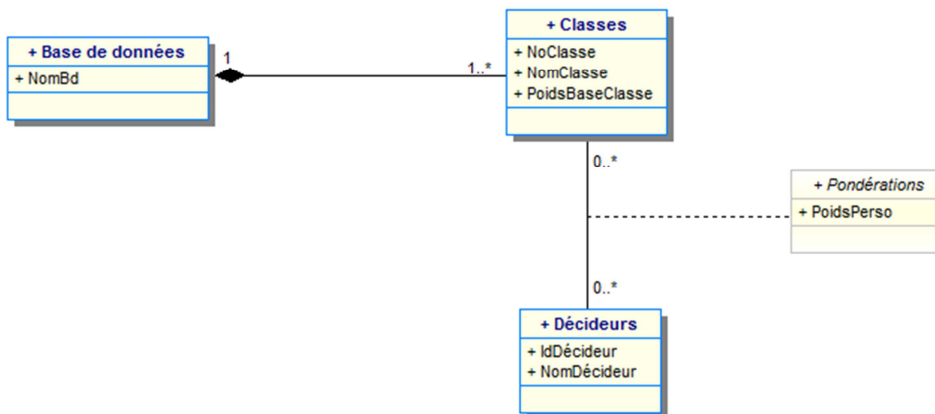 + Base de données
+ NomBd
1
1..*
+ Classes
+ NoClasse
+ NomClasse
+ PoidsBaseClasse
0..*
+ Pondérations
+ PoidsPerso
0..*
+ Décideurs
+ IdDécideur
+ NomDécideur